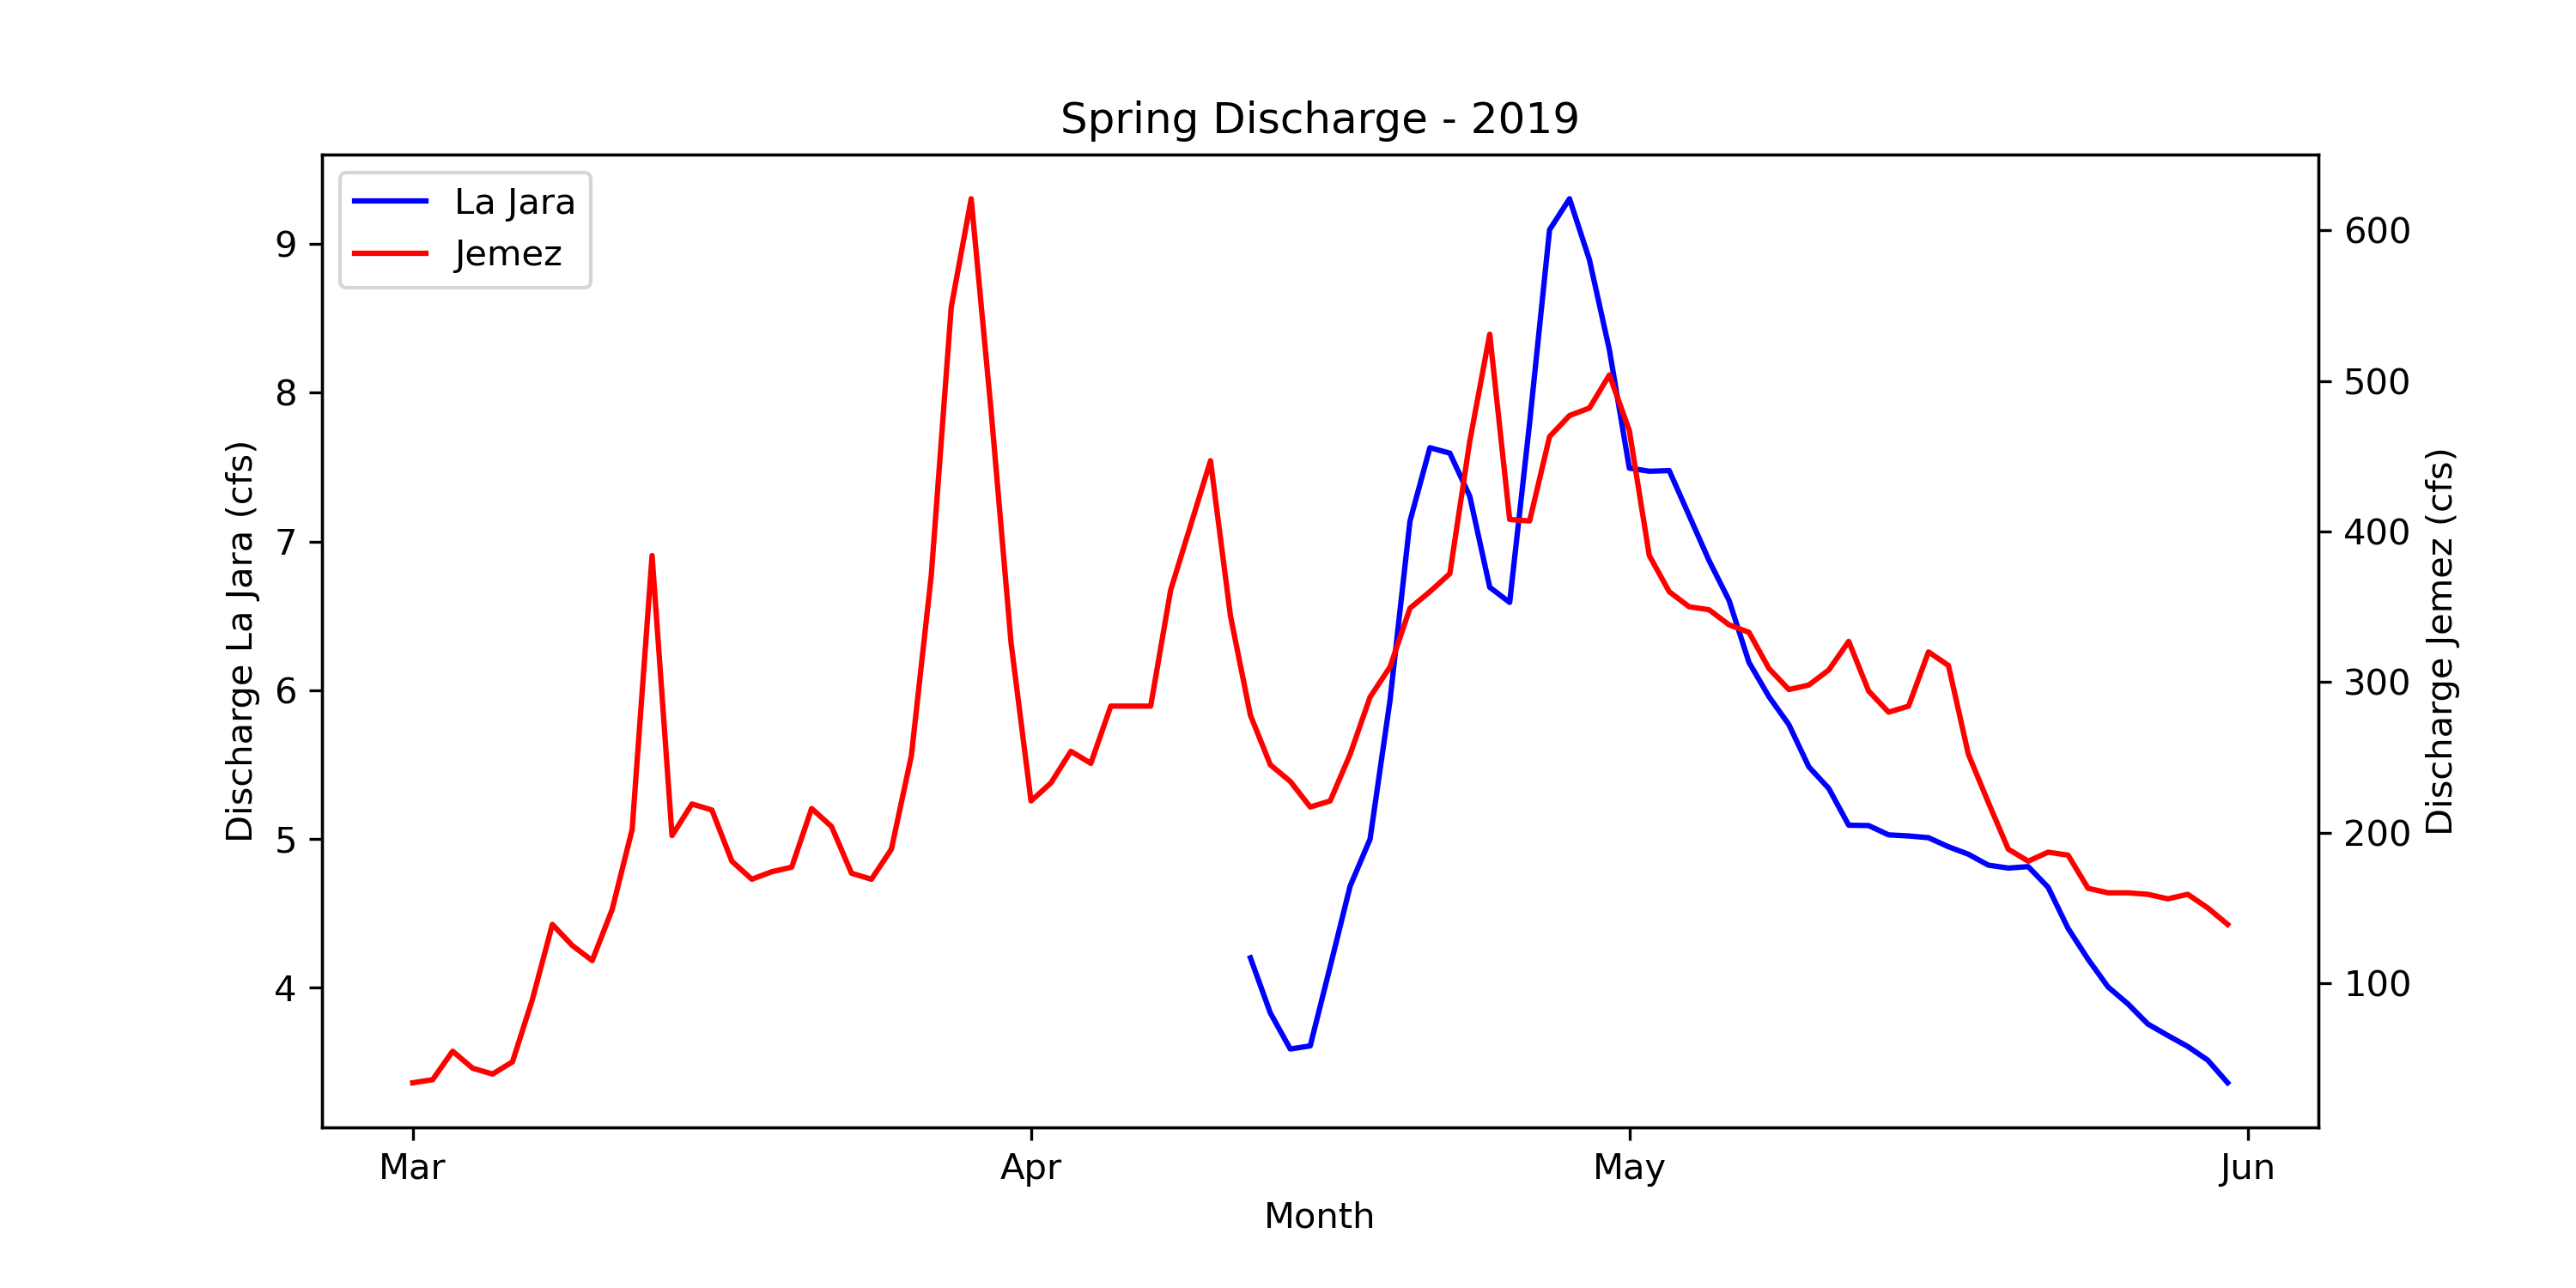 Spring Discharge - 2019
La Jara
Jemez
Discharge La Jara (cfs)
9
8
7
6
5
4
600
500
400
300
200
100
Discharge Jemez (cfs)
Mar Apr May Jun
Month